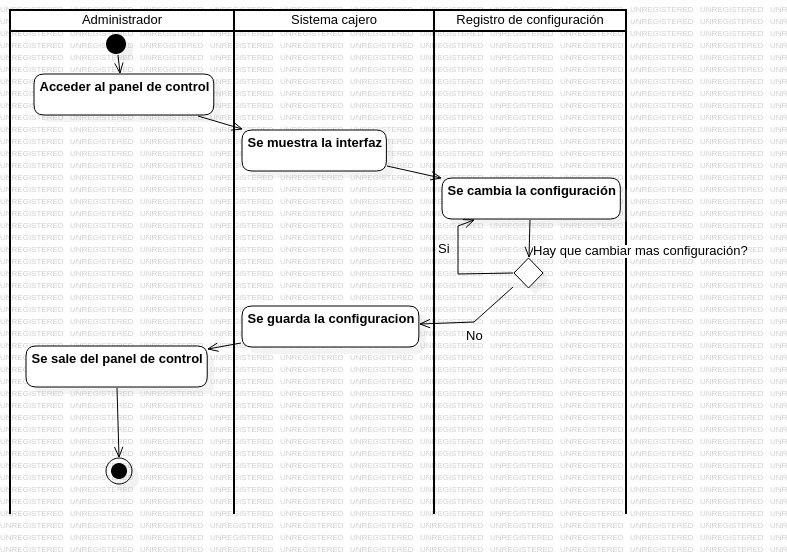 Administrador
Sistema cajero
Registro de configuración
Acceder al panel de control
Se muestra la interfaz
Se cambia la configuración
Si
Hay que cambiar mas configuración?
Se guarda la configuracion
No
Se sale del panel de control
UNREGISTERED